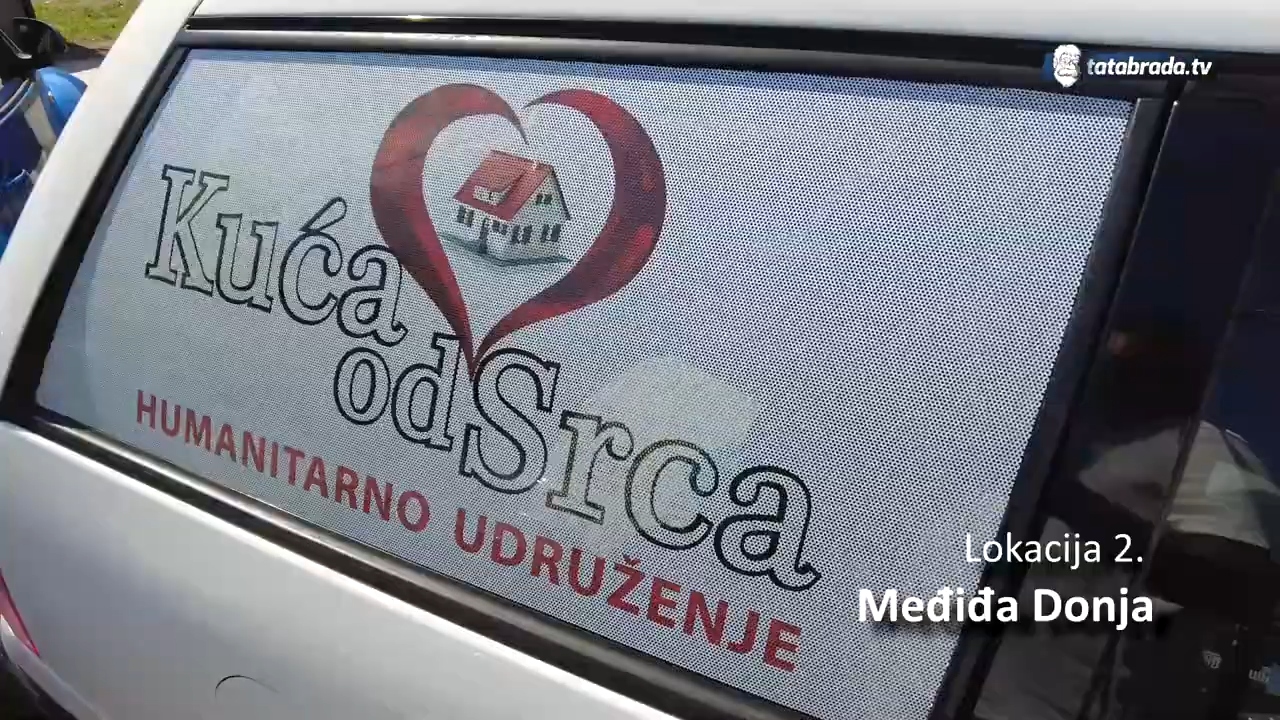 tatabrada.tv
Kuća
od Srca
HUMANITARNO UDRUŽENJE
Lokacija 2.
Međiđa Donja